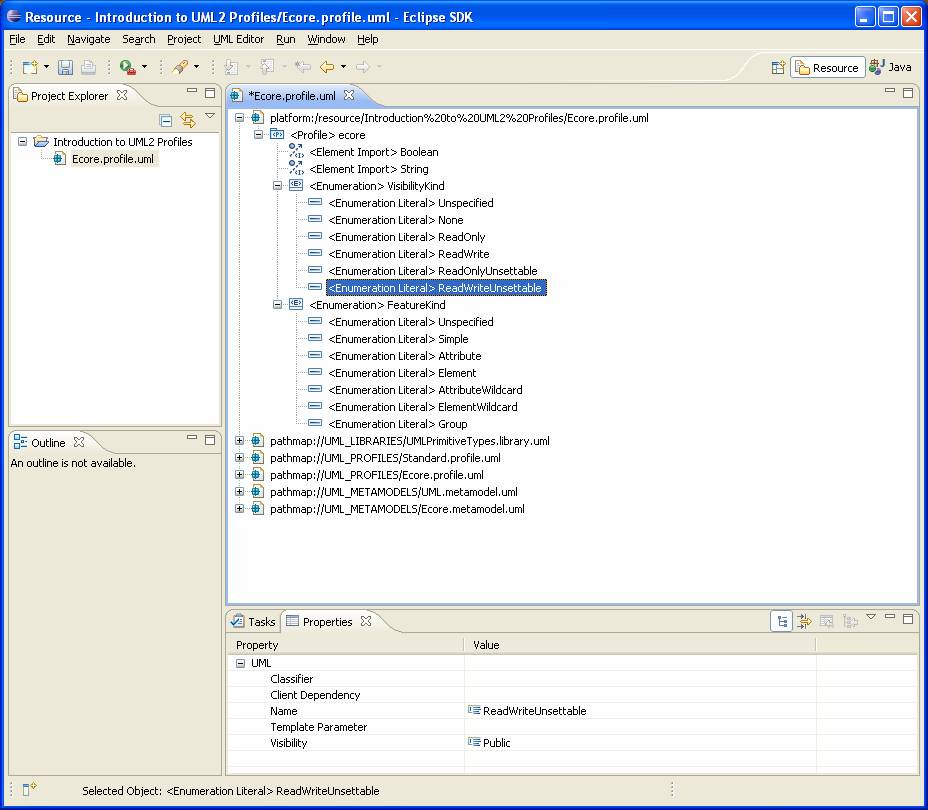 Resource - Introduction to UML2 Profiles/Ecore.profile.uml - Eclipse SDK
File Edit Navigate Search Project UML Editor Run Window Help
Resource Java
Project Explorer
Introduction to UML2 Profiles
Ecore.profile.uml
*Ecore.profile.uml
platform:/resource/Introduction%20to%20UML2%20Profiles/Ecore.profile.uml
<Profile> ecore
<Element Import> Boolean
<Element Import> String
<Enumeration> VisibilityKind
<Enumeration Literal> Unspecified
<Enumeration Literal> None
<Enumeration Literal> ReadOnly
<Enumeration Literal> ReadWrite
<Enumeration Literal> ReadOnlyUnsettable
<Enumeration Literal> ReadWriteUnsettable
<Enumeration> FeatureKind
<Enumeration Literal> Unspecified
<Enumeration Literal> Simple
<Enumeration Literal> Attribute
<Enumeration Literal> Element
<Enumeration Literal> AttributeWildcard
<Enumeration Literal> ElementWildcard
<Enumeration Literal> Group
pathmap://UML_LIBRARIES/UMLPrimitiveTypes.library.uml
pathmap://UML_PROFILES/Standard.profile.uml
pathmap://UML_PROFILES/Ecore.profile.uml
pathmap://UML_METAMODELS/UML.metamodel.uml
pathmap://UML_METAMODELS/Ecore.metamodel.uml
Outline
An outline is not available.
Tasks Properties
Property Value
UML
Classifier
Client Dependency
Name ReadWriteUnsettable
Template Parameter
Visibility Public
Selected Object: <Enumeration Literal> ReadWriteUnsettable